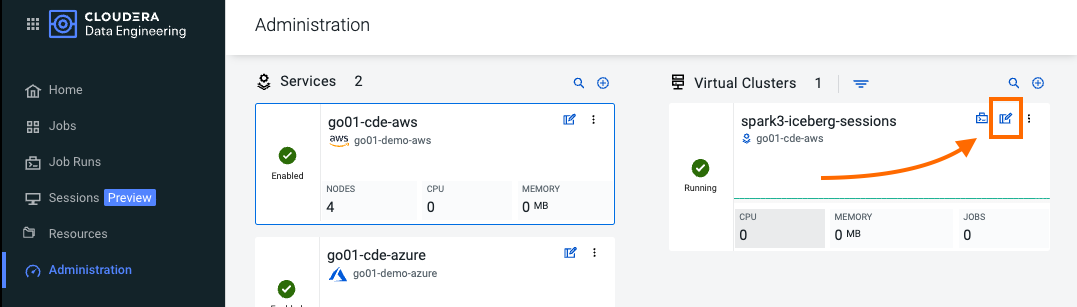 CLOUDERA
Data Engineering
Home
Jobs
Job Runs
Sessions Preview
Resources
Administration
Administration
Services 2
go01-cde-aws
aws go01-demo-aws
Enabled
NODES CPU MEMORY
4 0 0 MB
go01-cde-azure
go01-demo-azure
Virtual Clusters 1
spark3-iceberg-sessions
go01-cde-aws
Running
CPU MEMORY JOBS
0 0 MB 0